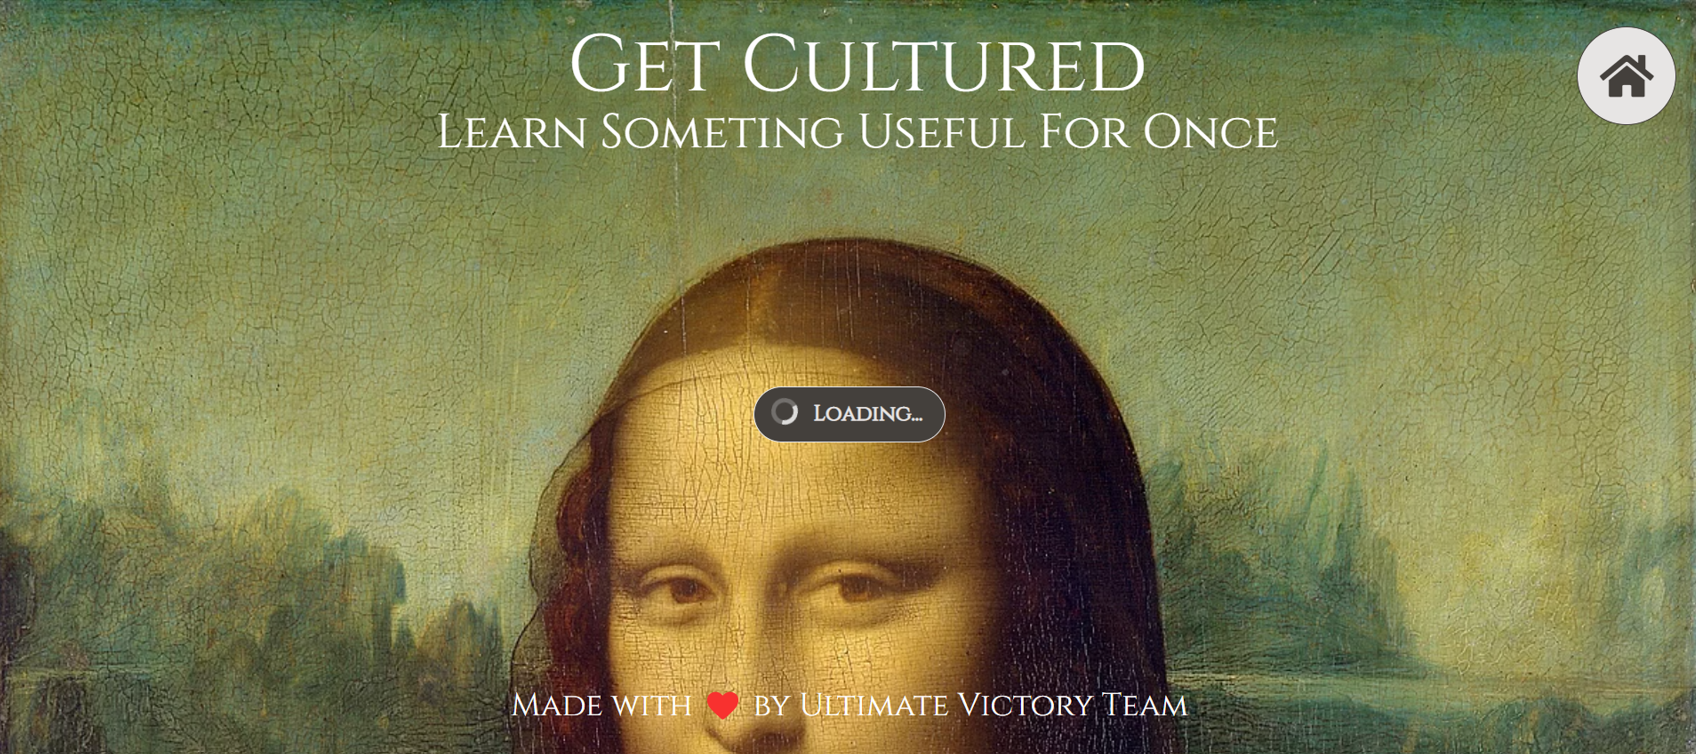 Get Cultured
Learn Someting Useful For Once
Loading...
Made with ❤ by Ultimate Victory Team